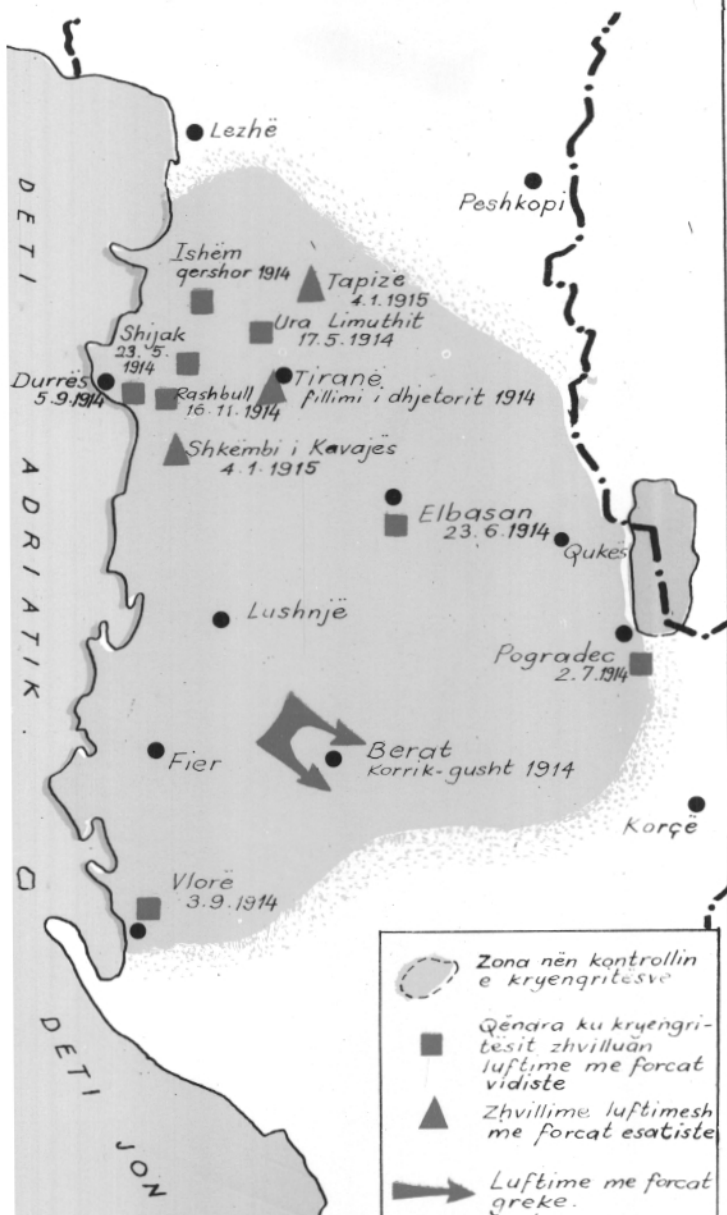 Lezhë
Peshkopi
DETI ADRIATIK
Ishëm
qershor 1914
Tapizë
4.1.1915
Ura Limuthit
17.5.1914
Shijak
23.5.
1914
Durrës
5.9.1914
Rashbull
16.11.1914
Tiranë
fillimi i dhjetorit 1914
Shkëmbi i Kavajës
4.1.1915
Elbasan
23.6.1914
Qukës
Lushnjë
Pogradec
2.7.1914
Fier
Berat
Korrik-gusht 1914
Korçë
Vlorë
3.9.1914
DETI JON
Zona nën kontrollin
e kryengritësve
Qëndra ku kryengri-
tësit zhvilluan
luftime me forcat
vidiste
Zhvillime luftimesh
me forcat esatiste
Luftime me forcat
greke.